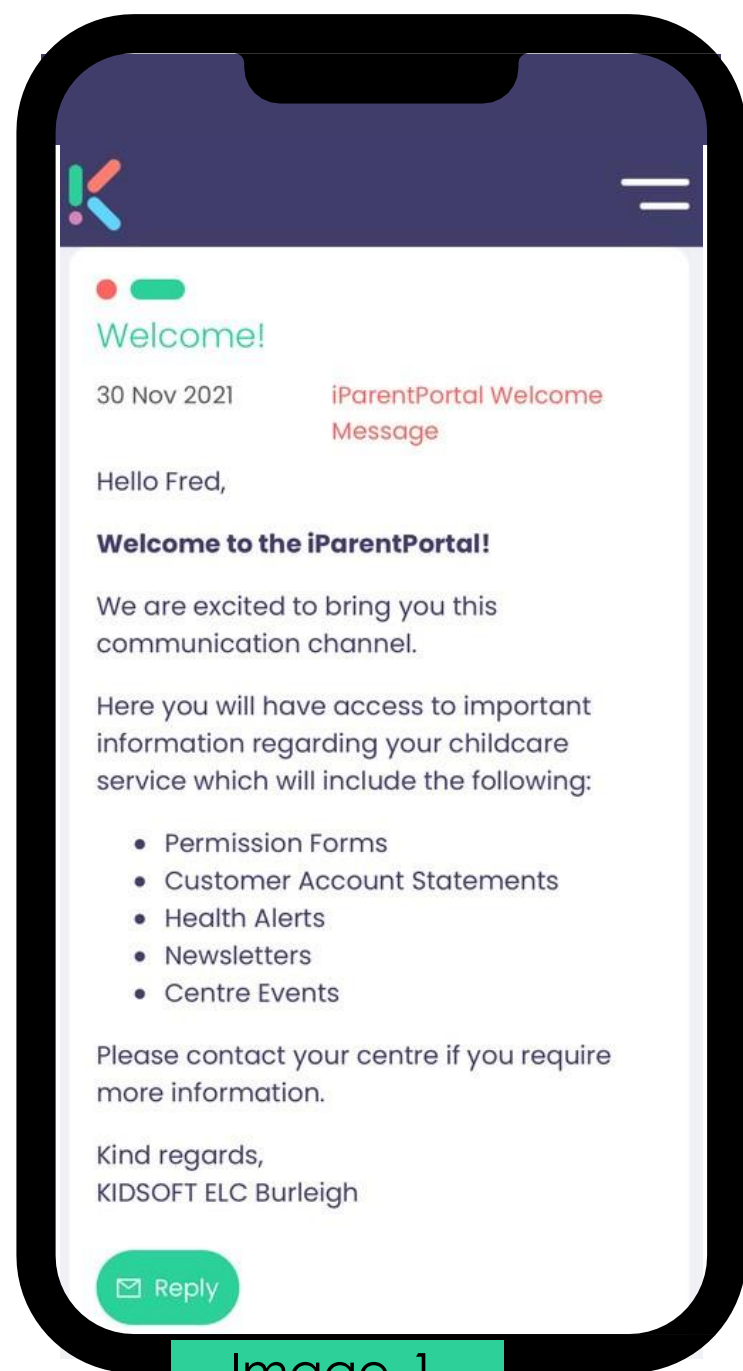 Welcome!
30 Nov 2021
iParentPortal Welcome
Message
Hello Fred,
Welcome to the iParentPortal!
We are excited to bring you this
communication channel.
Here you will have access to important
information regarding your childcare
service which will include the following:
• Permission Forms
• Customer Account Statements
• Health Alerts
• Newsletters
• Centre Events
Please contact your centre if you require
more information.
Kind regards,
KIDSOFT ELC Burleigh
Reply
Image 1